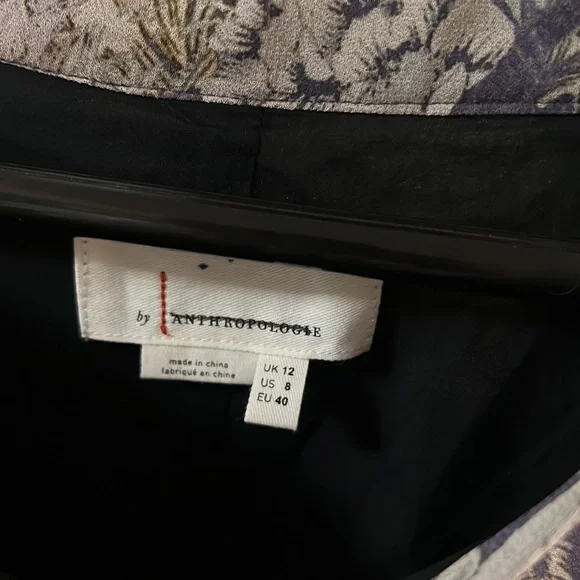 by ANTHROPOLOGIE
made in china
fabriqué en chine
UK 12
US 8
EU 40